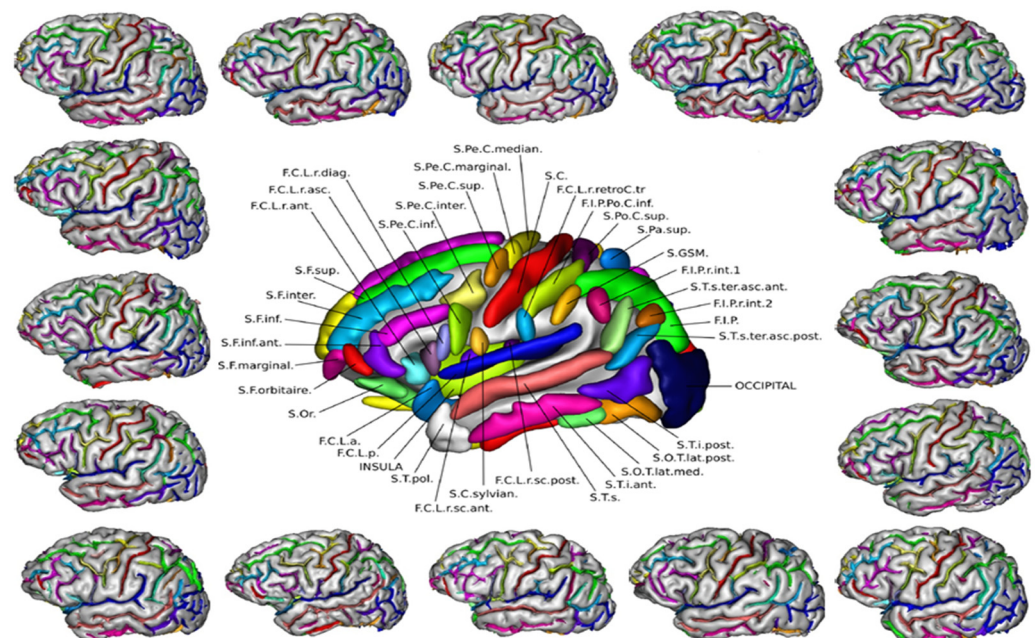 S.Pe.C.median.
S.Pe.C.marginal.
F.C.L.r.diag.
S.C.
S.Pe.C.sup.
F.C.L.r.asc.
F.C.L.r.retroC.tr
F.C.L.r.ant.
S.Pe.C.inter.
F.I.P.Po.C.inf.
S.Po.C.sup.
S.Pe.C.inf.
S.Pa.sup.
S.GSM.
S.F.sup.
F.I.P.r.int.1
S.T.s.ter.asc.ant.
S.F.inter.
F.I.P.r.int.2
S.F.inf.
F.I.P.
S.T.s.ter.asc.post.
S.F.inf.ant.
S.F.marginal.
OCCIPITAL
S.F.orbitaire.
S.Or.
F.C.L.a.
S.T.i.post.
F.C.L.p.
S.O.T.lat.post.
INSULA
S.O.T.lat.med.
S.T.pol.
F.C.L.r.sc.post.
S.T.i.ant.
S.C.sylvian.
S.T.s.
F.C.L.r.sc.ant.